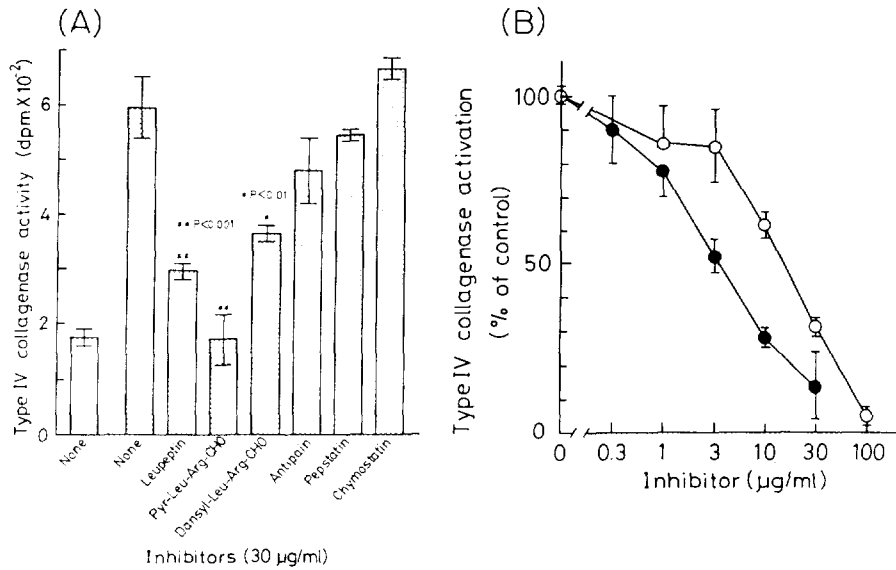 (A)
Type IV collagenase activity (dpm X 10⁻²)
6
4
2
0
** P<0.001
**
**
* P<0.01
*
None
None
Leupeptin
Pyr-Leu-Arg-CHO
Dansyl-Leu-Arg-CHO
Antipain
Pepstatin
Chymostatin
Inhibitors (30 µg/ml)
(B)
Type IV collagenase activation
(% of control)
100
50
0
0 0.3 1 3 10 30 100
Inhibitor (µg/ml)